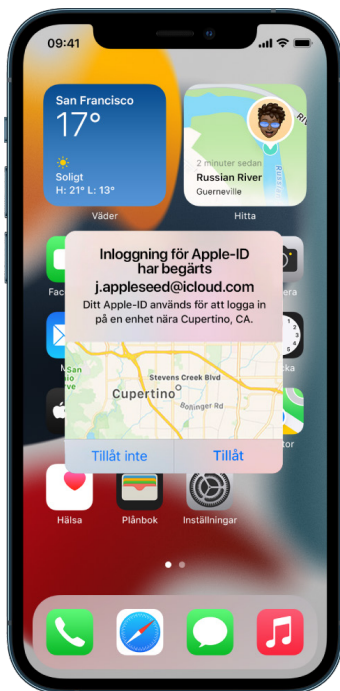 09:41
San Francisco
17°
Soligt
H: 21° L: 13°
Väder
2 minuter sedan
Russian River
Guerneville
Hitta
Inloggning för Apple-ID
har begärts
j.appleseed@icloud.com
Ditt Apple-ID används för att logga in
på en enhet nära Cupertino, CA.
Stevens Creek Blvd
Cupertino
Bollinger Rd
Tillåt inte
Tillåt
Hälsa
Plånbok
Inställningar